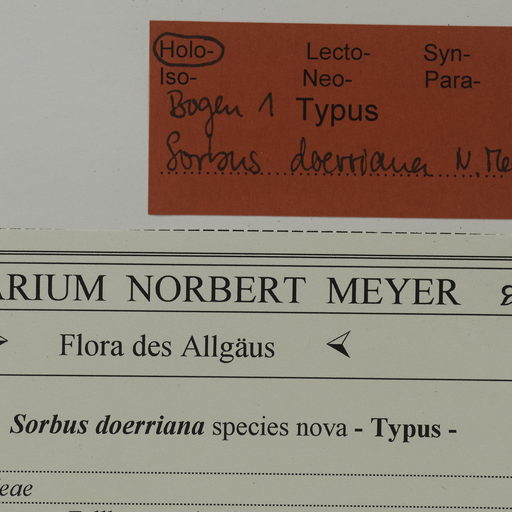 Holo- Lecto- Syn-
Iso- Neo- Para-
Bogen 1 Typus
Sorbus doerriana N. Me
ARIUM NORBERT MEYER
Flora des Allgäus
Sorbus doerriana species nova - Typus -
eae